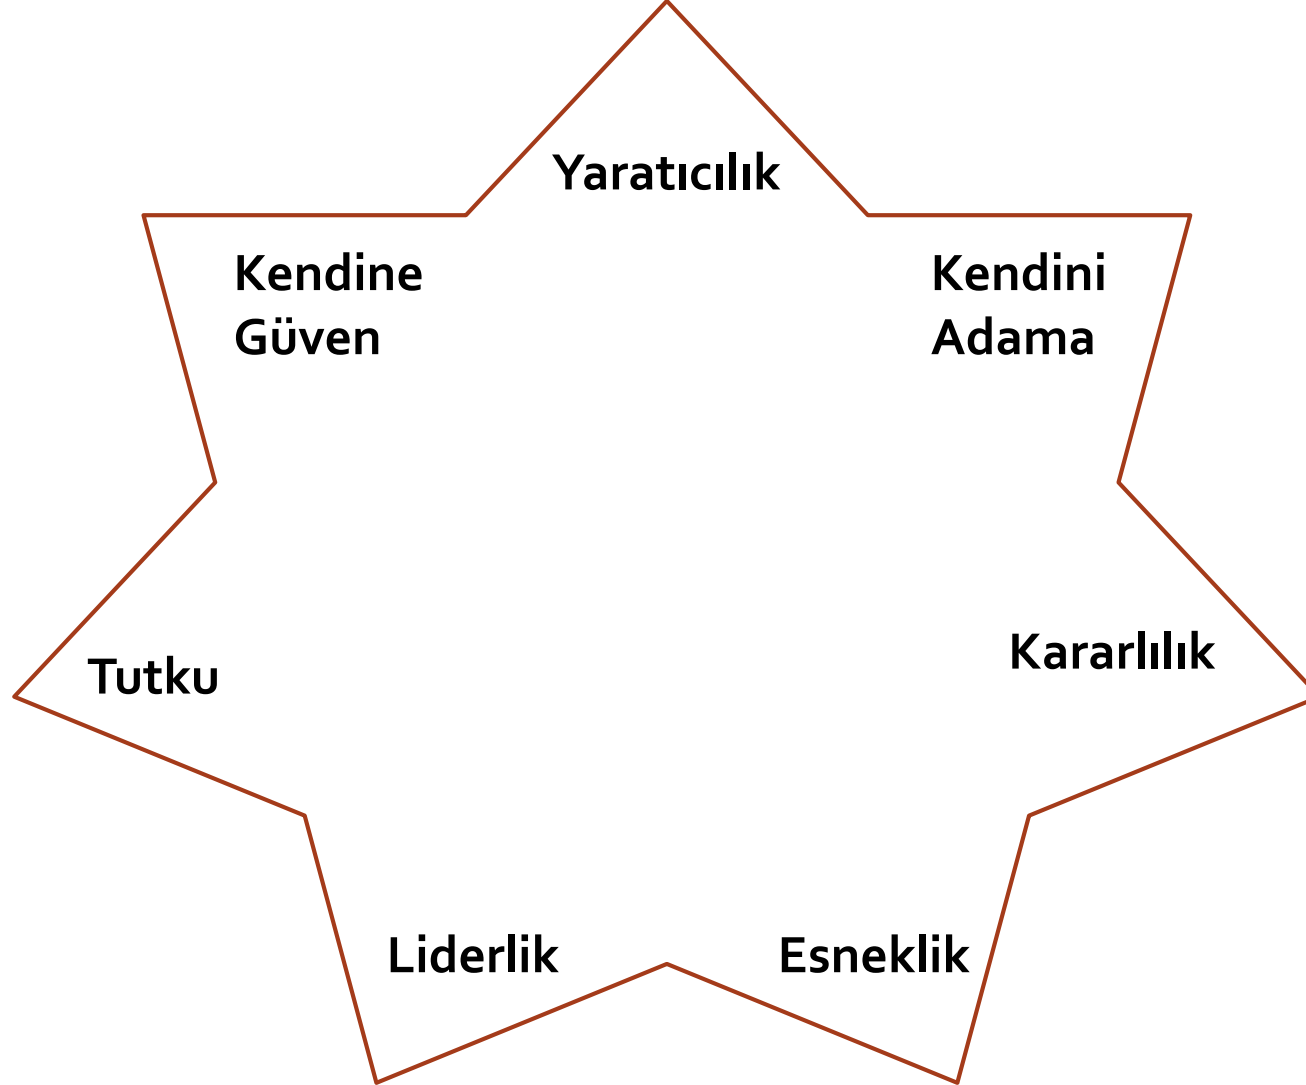 Yaratıcılık
Kendine
Güven
Kendini
Adama
Kararlılık
Tutku
Liderlik
Esneklik